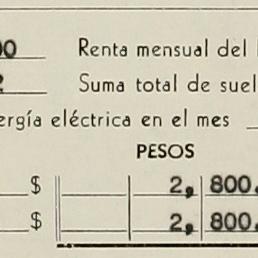 00 Renta mensual del
2 Suma total de suel
ergía eléctrica en el mes
PESOS
$ 2, 800.
$ 2, 800.